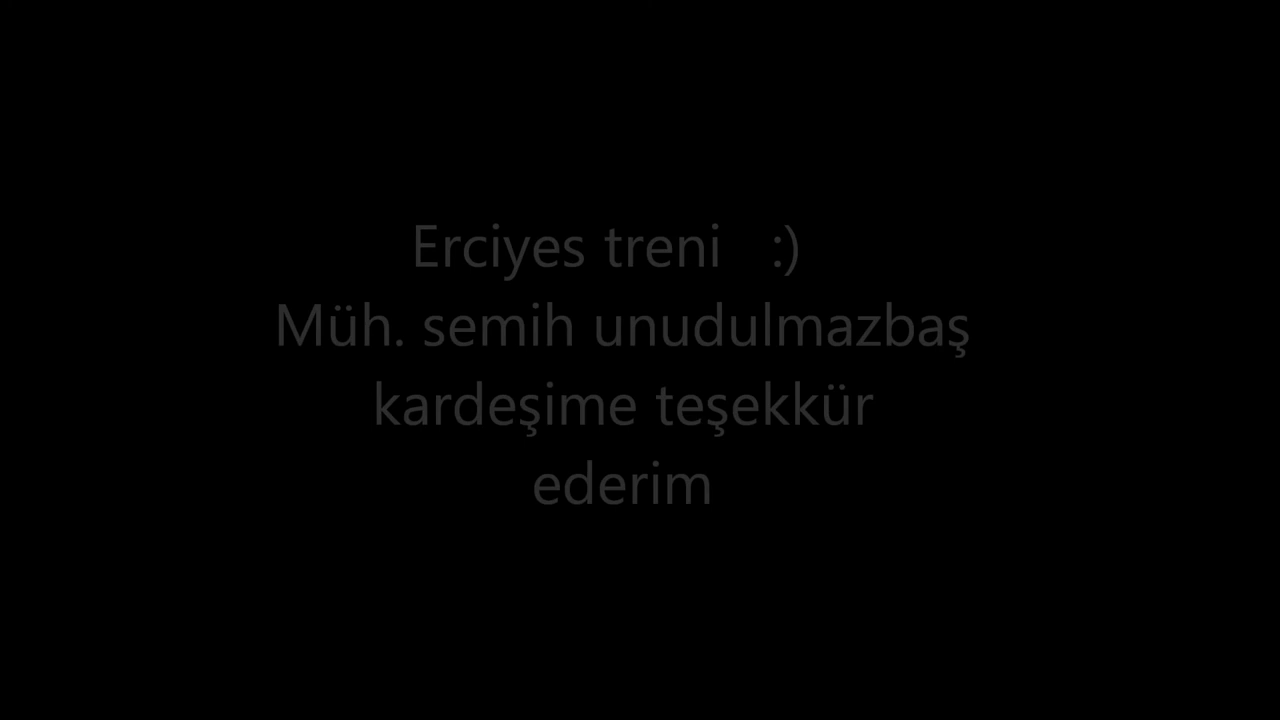 Erciyes treni   :)
Müh. semih unudulmazbaş
kardeşime teşekkür
ederim